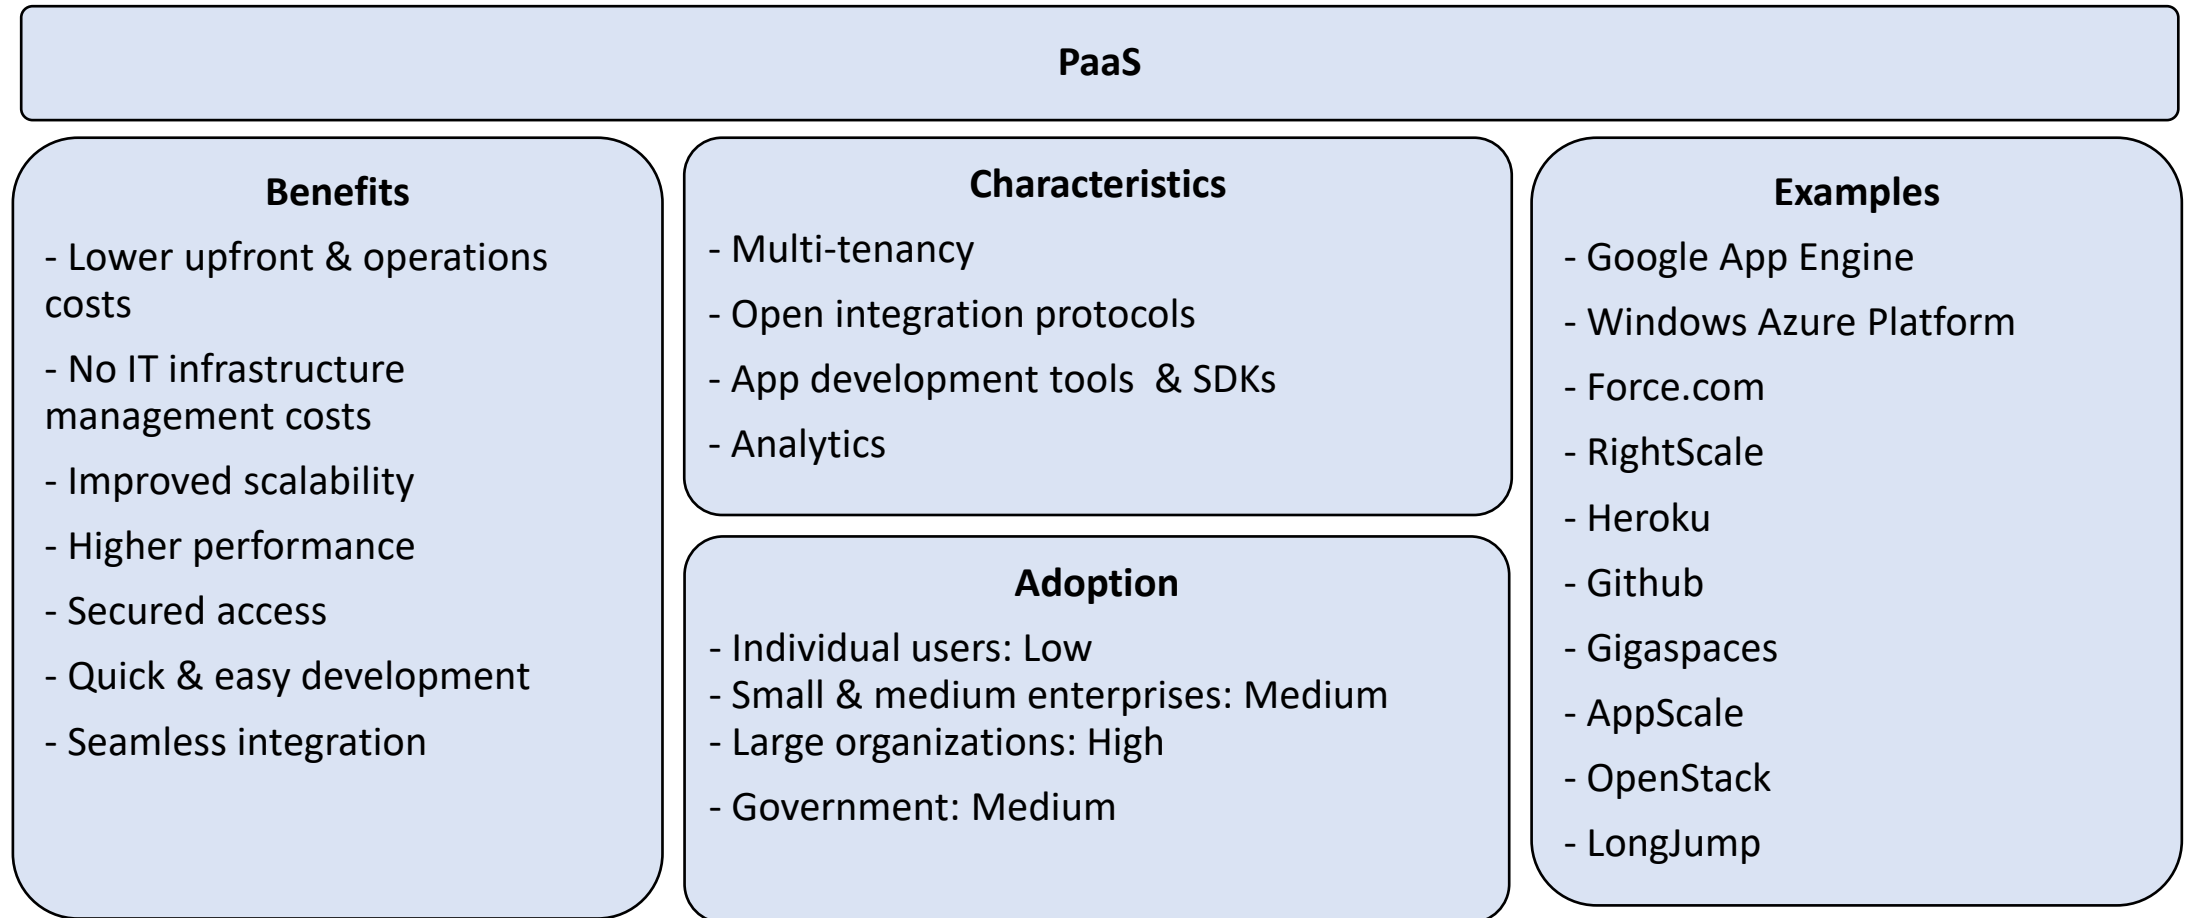 PaaS
Benefits
- Lower upfront & operations
costs
- No IT infrastructure
management costs
- Improved scalability
- Higher performance
- Secured access
- Quick & easy development
- Seamless integration
Characteristics
- Multi-tenancy
- Open integration protocols
- App development tools  & SDKs
- Analytics
Adoption
- Individual users: Low
- Small & medium enterprises: Medium
- Large organizations: High
- Government: Medium
Examples
- Google App Engine
- Windows Azure Platform
- Force.com
- RightScale
- Heroku
- Github
- Gigaspaces
- AppScale
- OpenStack
- LongJump